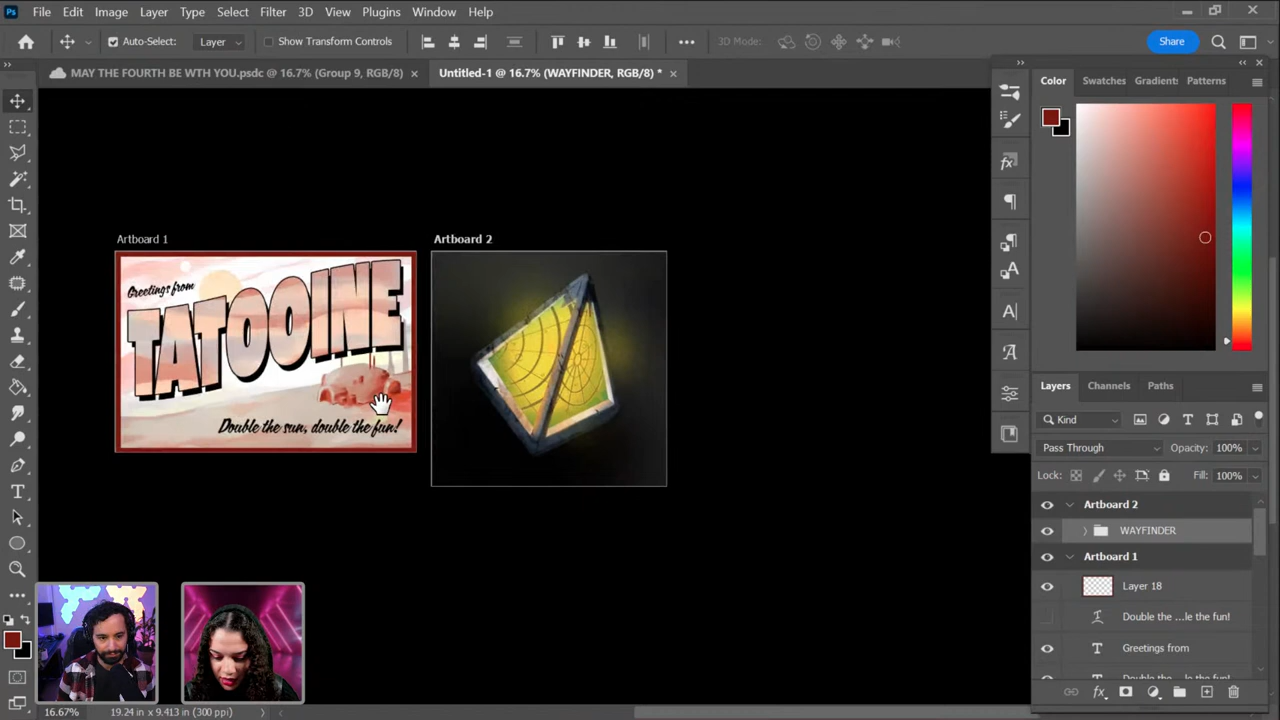 Ps File Edit Image Layer Type Select Filter 3D View Plugins Window Help
Auto-Select: Layer Show Transform Controls 3D Mode: Share
MAY THE FOURTH BE WTH YOU.psdc @ 16.7% (Group 9, RGB/8) × Untitled-1 @ 16.7% (WAYFINDER, RGB/8) * ×
Color Swatches Gradients Patterns
Artboard 1 Artboard 2
Greetings from
TATOOINE
Double the sun, double the fun!
Layers Channels Paths
Kind
Pass Through Opacity: 100%
Lock: Fill: 100%
Artboard 2
WAYFINDER
Artboard 1
Layer 18
Double the ...le the fun!
Greetings from
16.67% 19.24 in x 9.413 in (300 ppi)